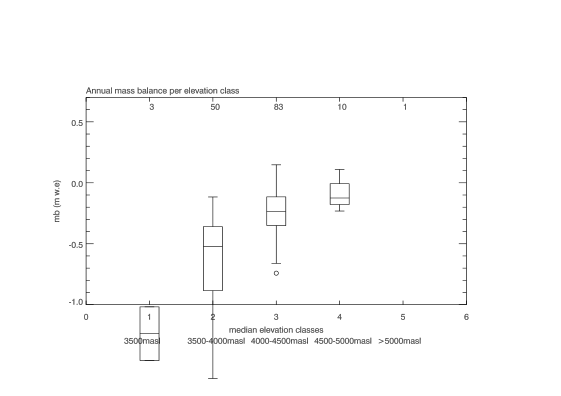 Annual mass balance per elevation class
3 50 83 10 1
0.5
0.0
-0.5
-1.0
mb (m w.e)
0 1 2 3 4 5 6
median elevation classes
3500masl 3500-4000masl 4000-4500masl 4500-5000masl >5000masl